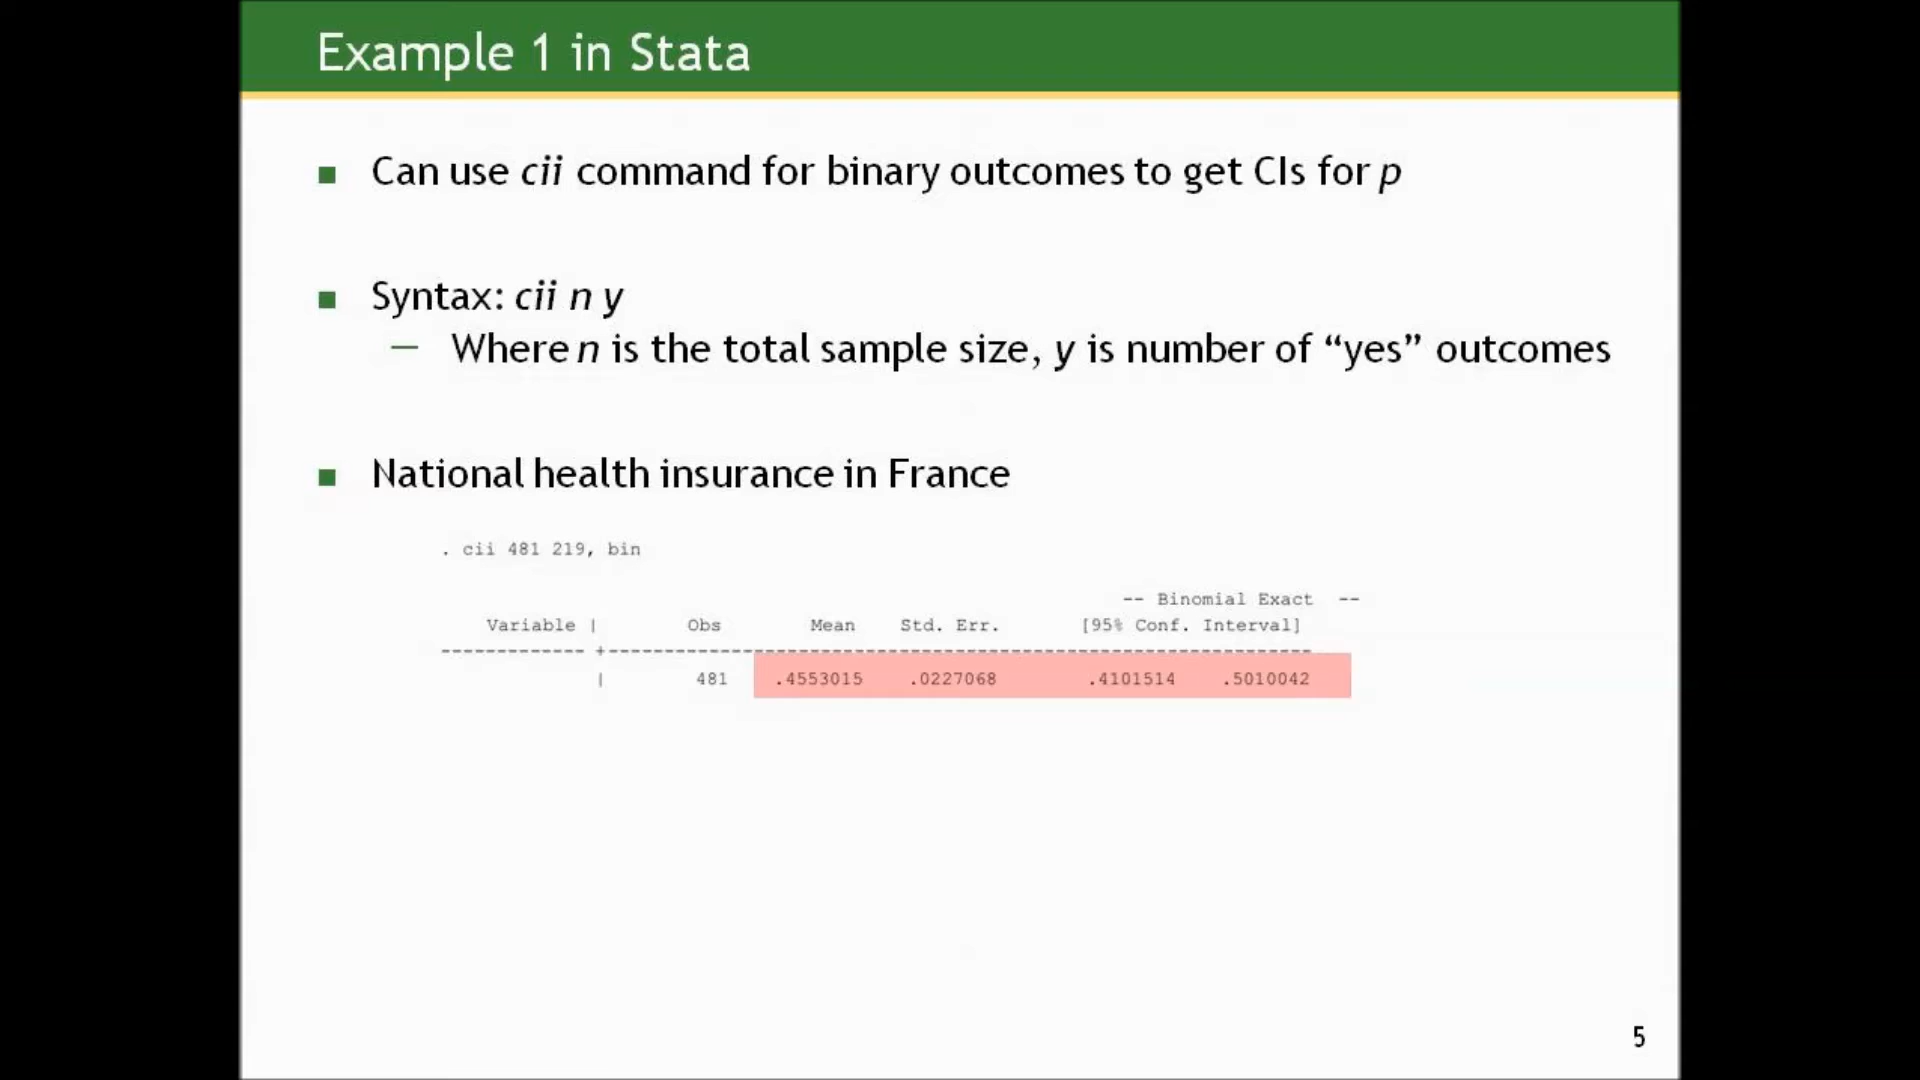 Example 1 in Stata
Can use cii command for binary outcomes to get CIs for p
Syntax: cii n y
— Where n is the total sample size, y is number of “yes” outcomes
National health insurance in France
. cii 481 219, bin
-- Binomial Exact --
Variable | Obs Mean Std. Err. [95% Conf. Interval]
-------------+---------------------------------------------------------------
| 481 .4553015 .0227068 .4101514 .5010042
5